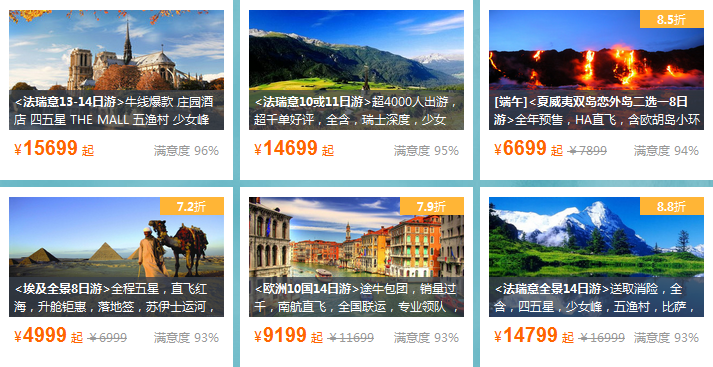 <法瑞意13-14日游>牛线爆款 庄园酒
店 四五星 THE MALL 五渔村 少女峰
¥15699 起 满意度 96%
<法瑞意10或11日游>超4000人出游，
超千单好评，全含，瑞士深度，少女
¥14699 起 满意度 95%
8.5折
[端午]<夏威夷双岛恋外岛二选一8日
游>全年预售，HA直飞，含欧胡岛小环
¥6699 起 ¥7899 满意度 94%
7.2折
<埃及全景8日游>全程五星，直飞红
海，升舱钜惠，落地签，苏伊士运河，
¥4999 起 ¥6999 满意度 93%
7.9折
<欧洲10国14日游>途牛包团，销量过
千，南航直飞，全国联运，专业领队，
¥9199 起 ¥11699 满意度 93%
8.8折
<法瑞意全景14日游>送取消险，全
含，四五星，少女峰，五渔村，比萨，
¥14799 起 ¥16999 满意度 93%